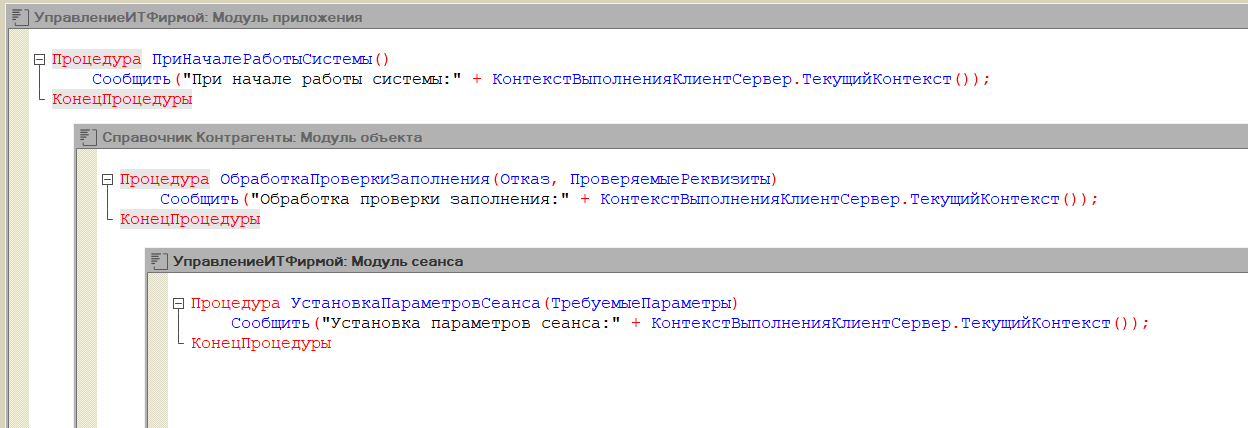 УправлениеИТФирмой: Модуль приложения
Процедура ПриНачалеРаботыСистемы()
Сообщить("При начале работы системы:" + КонтекстВыполненияКлиентСервер.ТекущийКонтекст());
КонецПроцедуры
Справочник Контрагенты: Модуль объекта
Процедура ОбработкаПроверкиЗаполнения(Отказ, ПроверяемыеРеквизиты)
Сообщить("Обработка проверки заполнения:" + КонтекстВыполненияКлиентСервер.ТекущийКонтекст());
КонецПроцедуры
УправлениеИТФирмой: Модуль сеанса
Процедура УстановкаПараметровСеанса(ТребуемыеПараметры)
Сообщить("Установка параметров сеанса:" + КонтекстВыполненияКлиентСервер.ТекущийКонтекст());
КонецПроцедуры